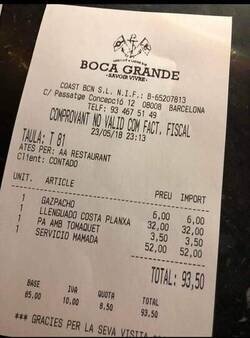 BOCA GRANDE
SAVOIR VIVRE
COAST BCN S.L. N.I.F.: B-65207813
C/ Passatge Concepció 12 08008 BARCELONA
TELF: 93 467 51 49
COMPROVANT NO VALID COM FACT. FISCAL
23/05/18 23:13
TAULA: T 81
ATES PER: AA RESTAURANT
Client: CONTADO
UNIT. ARTICLE PREU IMPORT
1 GAZPACHO 6,00 6,00
1 LLENGUADO COSTA PLANXA 32,00 32,00
1 PA AMB TOMAQUET 3,50 3,50
1 SERVICIO MAMADA 52,00 52,00
TOTAL: 93,50
BASE IVA QUOTA TOTAL
85.00 10.00 8.50 93.50
*** GRACIES PER LA SEVA VISITA